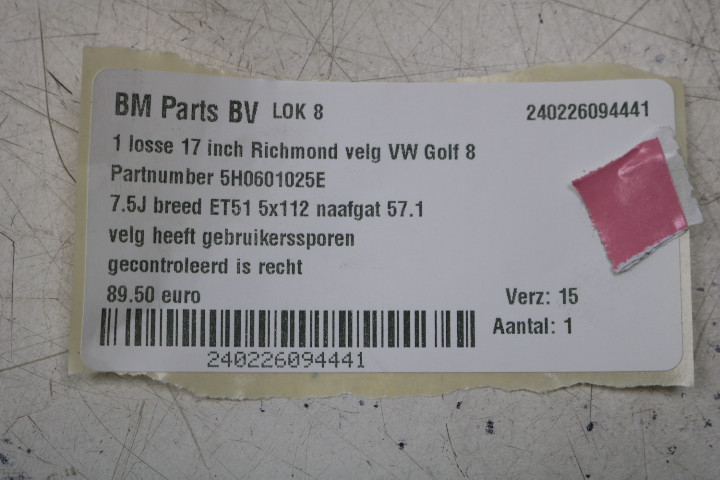 BM Parts BV LOK 8 240226094441
1 losse 17 inch Richmond velg VW Golf 8
Partnumber 5H0601025E
7.5J breed ET51 5x112 naafgat 57.1
velg heeft gebruikerssporen
gecontroleerd is recht
89.50 euro Verz: 15
Aantal: 1
240226094441